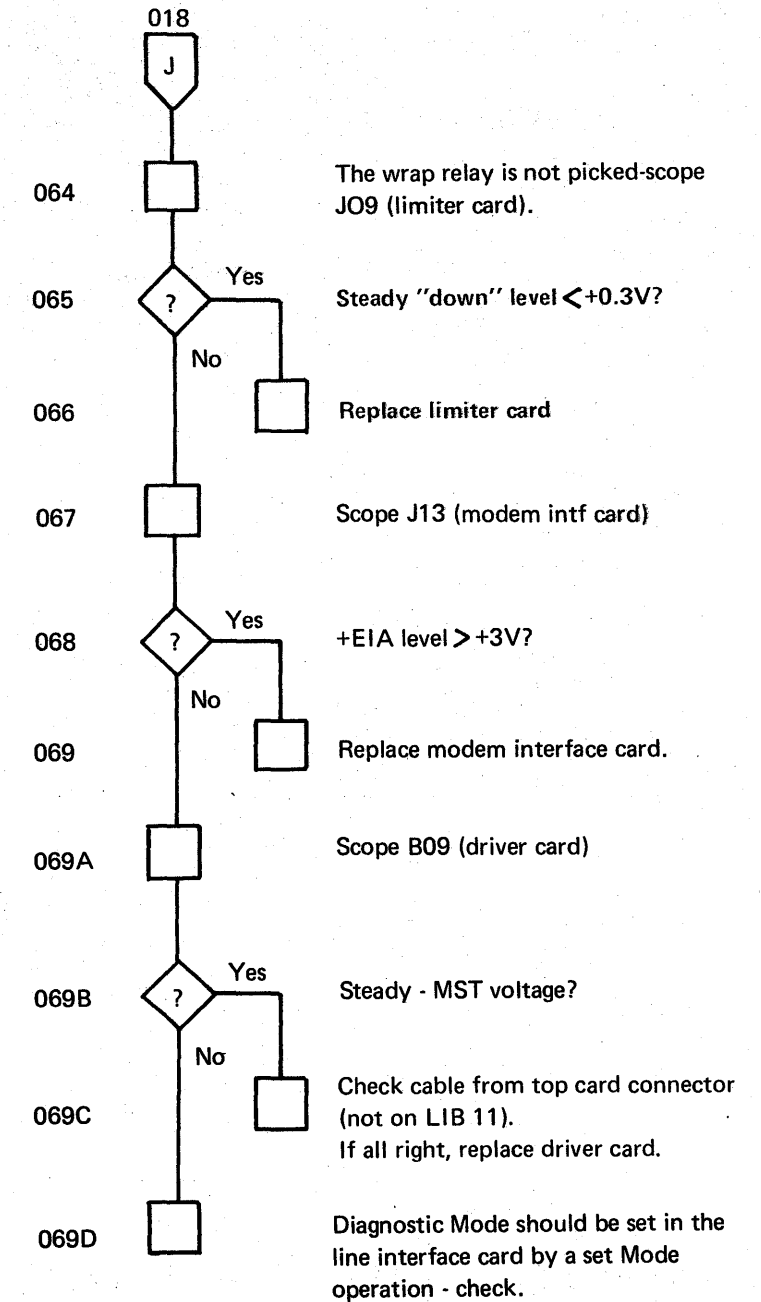 018
J
064
The wrap relay is not picked-scope
JO9 (limiter card).
065
?
Yes
No
Steady "down" level <+0.3V?
066
Replace limiter card
067
Scope J13 (modem intf card)
068
?
Yes
No
+EIA level > +3V?
069
Replace modem interface card.
069A
Scope B09 (driver card)
069B
?
Yes
No
Steady - MST voltage?
069C
Check cable from top card connector
(not on LIB 11).
If all right, replace driver card.
069D
Diagnostic Mode should be set in the
line interface card by a set Mode
operation - check.